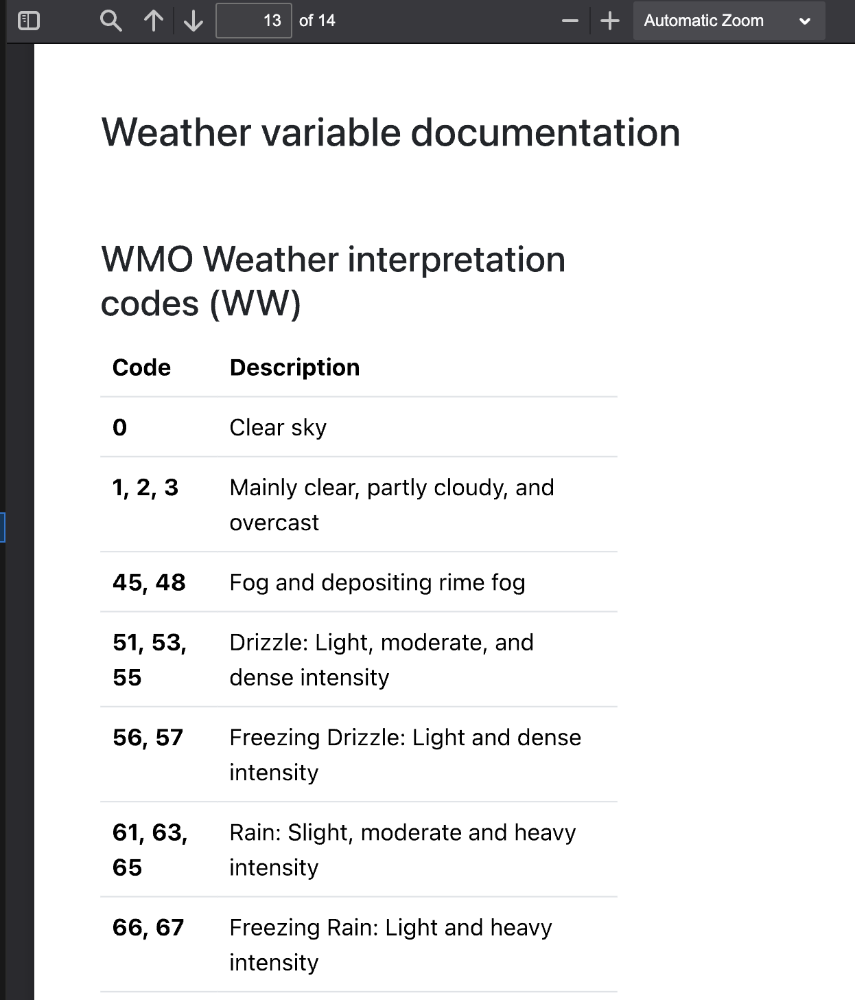 13 of 14
Automatic Zoom
Weather variable documentation
WMO Weather interpretation
codes (WW)
Code Description
0 Clear sky
1, 2, 3 Mainly clear, partly cloudy, and
overcast
45, 48 Fog and depositing rime fog
51, 53, Drizzle: Light, moderate, and
55 dense intensity
56, 57 Freezing Drizzle: Light and dense
intensity
61, 63, Rain: Slight, moderate and heavy
65 intensity
66, 67 Freezing Rain: Light and heavy
intensity